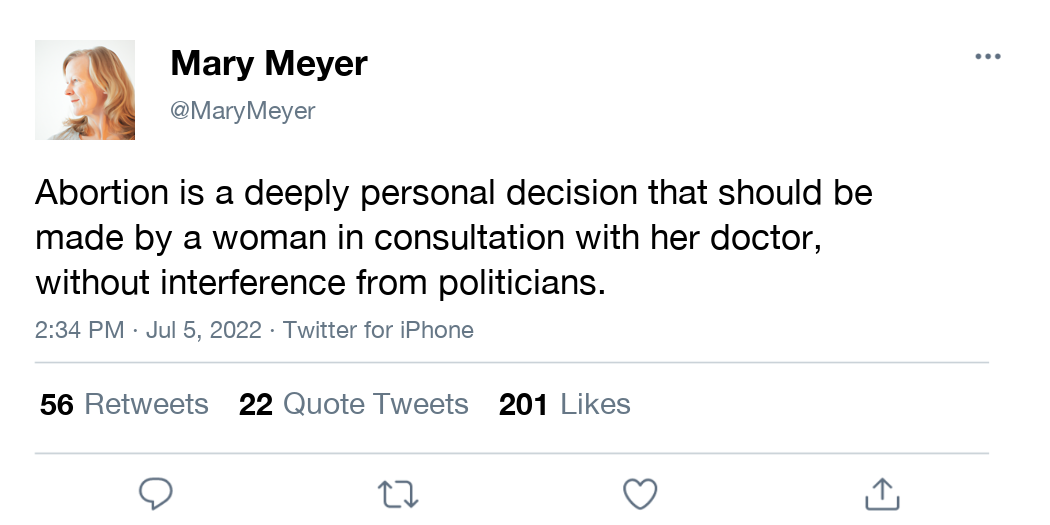 Mary Meyer
@MaryMeyer
Abortion is a deeply personal decision that should be
made by a woman in consultation with her doctor,
without interference from politicians.
2:34 PM · Jul 5, 2022 · Twitter for iPhone
56 Retweets 22 Quote Tweets 201 Likes